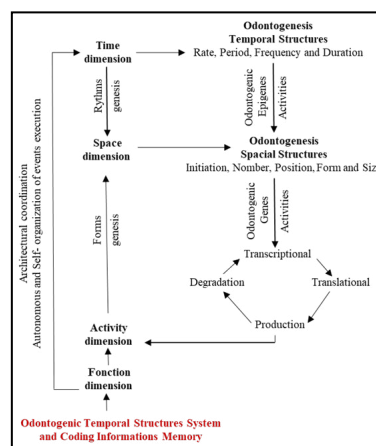 Odontogenesis
Temporal Structures
Rate, Period, Frequency and Duration
Time
dimension
Rythms
genesis
Odontogenic
Epigenes
Activities
Space
dimension
Odontogenesis
Spacial Structures
Initiation, Nomber, Position, Form and Siz
Architectural coordination
Autonomous and Self- organization of events execution
Forms
genesis
Odontogenic
Genes
Activities
Transcriptional
Degradation
Translational
Production
Activity
dimension
Fonction
dimension
Odontogenic Temporal Structures System
and Coding Informations Memory